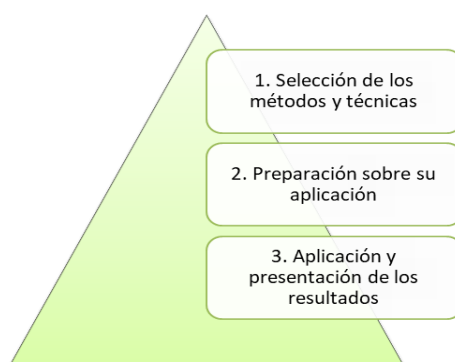 1. Selección de los
métodos y técnicas
2. Preparación sobre su
aplicación
3. Aplicación y
presentación de los
resultados